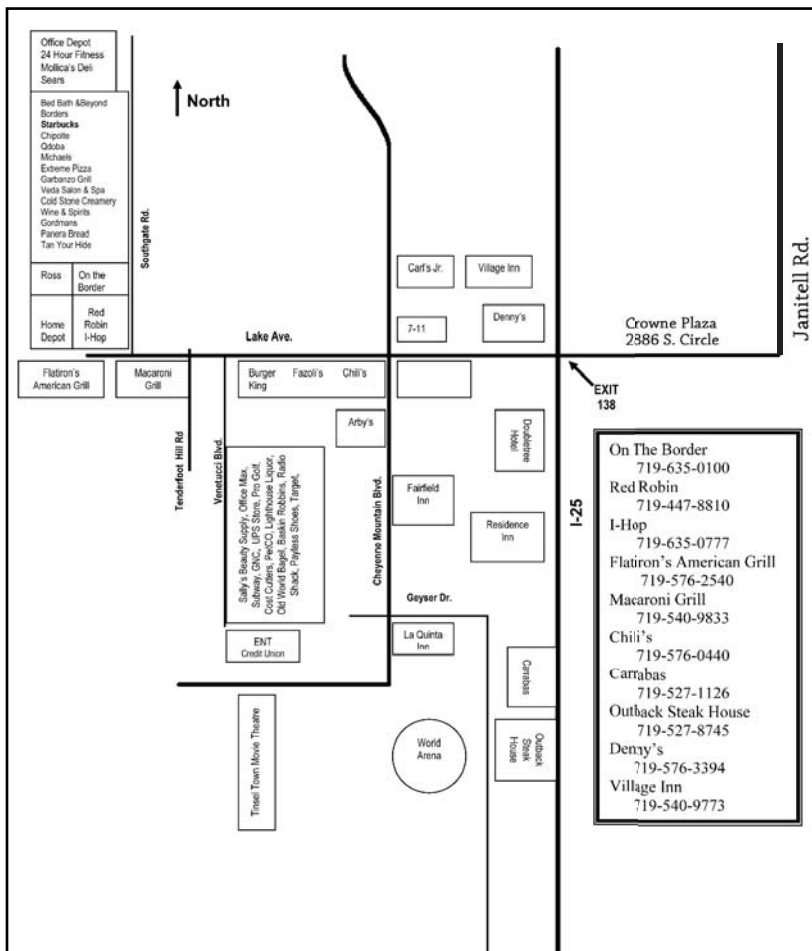 Office Depot
24 Hour Fitness
Mollica's Deli
Sears
Bed Bath &Beyond
Borders
Starbucks
Chipolte
Qdoba
Michaels
Extreme Pizza
Garbanzo Grill
Veda Salon & Spa
Cold Stone Creamery
Wine & Spirits
Gordmans
Panera Bread
Tan Your Hide
Ross
On the
Border
Home
Depot
Red
Robin
I-Hop
Southgate Rd.
North
Carl's Jr.
Village Inn
7-11
Denny's
Lake Ave.
Crowne Plaza
2886 S. Circle
Janitell Rd.
Flatiron's
American Grill
Macaroni
Grill
Burger
King
Fazoli's
Chili's
EXIT
138
Arby's
Doubletree
Hotel
Tenderfoot Hill Rd
Venetucci Blvd.
Sally's Beauty Supply, Office Max,
Subway, GNC, UPS Store, Pro Golf,
Cost Cutters, PetCO, Lighthouse Liquor,
Old World Bagel, Baskin Robbins, Radio
Shack, Payless Shoes, Target,
Cheyenne Mountain Blvd.
Fairfield
Inn
Residence
Inn
I-25
Geyser Dr.
ENT
Credit Union
La Quinta
Inn
Carrabas
Tinsel Town Movie Theatre
World
Arena
Outback
Steak
House
On The Border
719-635-0100
Red Robin
719-447-8810
I-Hop
719-635-0777
Flatiron's American Grill
719-576-2540
Macaroni Grill
719-540-9833
Chili's
719-576-0440
Carrabas
719-527-1126
Outback Steak House
719-527-8745
Denny's
719-576-3394
Village Inn
719-540-9773